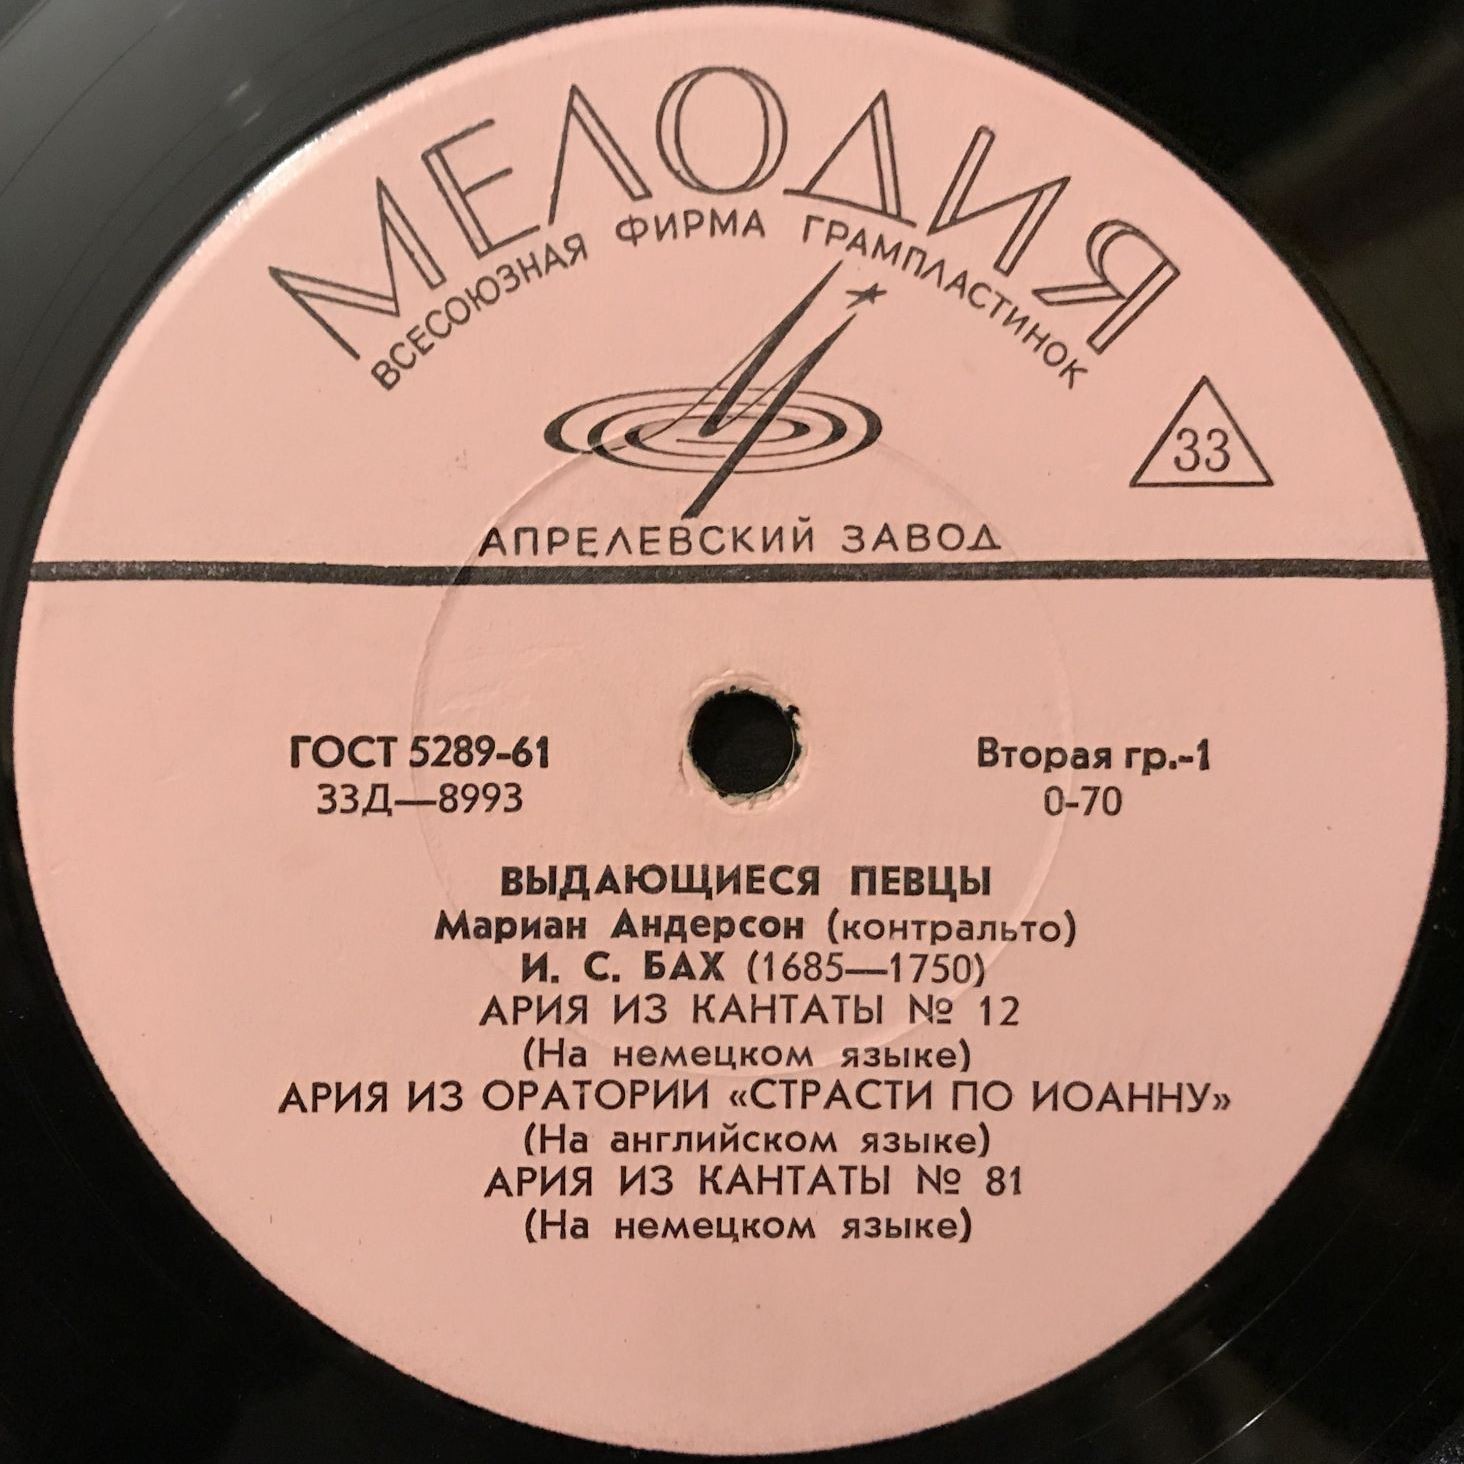 МЕЛОДИЯ
ВСЕСОЮЗНАЯ ФИРМА ГРАМПЛАСТИНОК
33
АПРЕЛЕВСКИЙ ЗАВОД
ГОСТ 5289-61
33Д—8993
Вторая гр.-1
0-70
ВЫДАЮЩИЕСЯ ПЕВЦЫ
Мариан Андерсон (контральто)
И. С. БАХ (1685—1750)
АРИЯ ИЗ КАНТАТЫ № 12
(На немецком языке)
АРИЯ ИЗ ОРАТОРИИ «СТРАСТИ ПО ИОАННУ»
(На английском языке)
АРИЯ ИЗ КАНТАТЫ № 81
(На немецком языке)